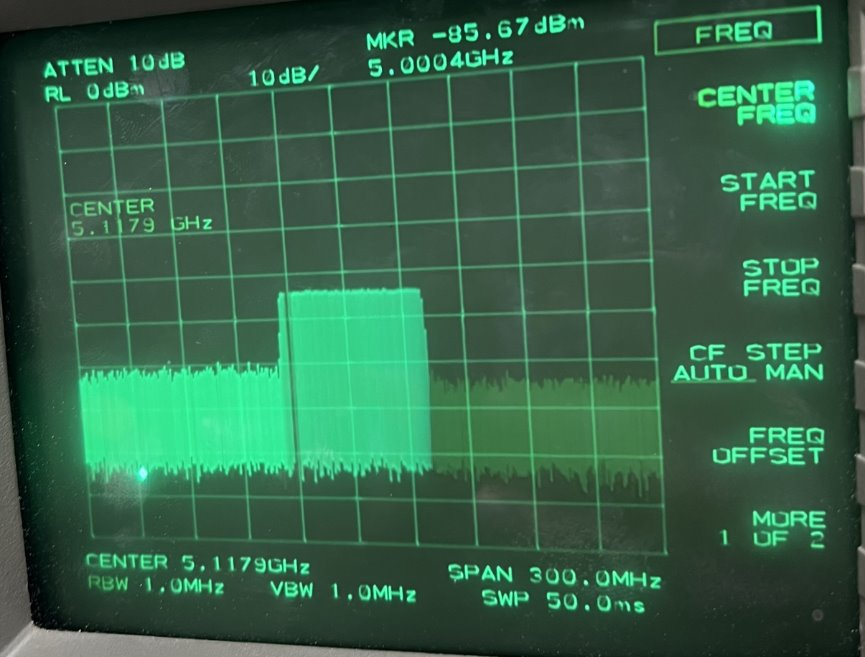 MKR -85.67dBm
ATTEN 10dB
RL 0dBm
10dB/
5.0004GHz
FREQ
CENTER
FREQ
CENTER
5.1179 GHz
START
FREQ
STOP
FREQ
CF STEP
AUTO MAN
FREQ
OFFSET
MORE
1 OF 2
CENTER 5.1179GHz
SPAN 300.0MHz
RBW 1.0MHz
VBW 1.0MHz
SWP 50.0ms